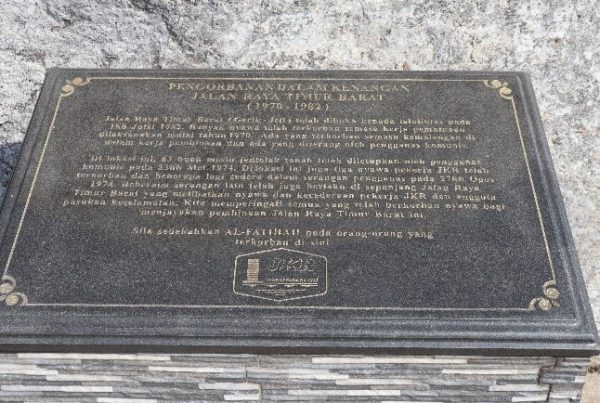 PENGORBANAN DALAM KENANGAN
JALAN RAYA TIMUR BARAT
(1970 - 1982)
Jalan Raya Timur Barat (Gerik - Jeli) telah dibuka kepada lalulintas pada
1hb Julai 1982. Banyak nyawa telah terkorban semasa kerja pembinaan
dilaksanakan mulai tahun 1970. Ada yang terkorban semasa kemalangan di
dalam kerja pembinaan dan ada yang diserang oleh pengganas komunis.
Di lokasi ini, 63 buah mesin jentolak tanah telah diletupkan oleh pengganas
komunis pada 23hb Mei 1974. Di lokasi ini juga tiga nyawa pekerja JKR telah
terkorban dan beberapa lagi cedera dalam serangan pengganas pada 27hb Ogos
1974. Beberapa serangan lain telah juga berlaku di sepanjang Jalan Raya
Timur Barat yang melibatkan nyawa dan kecederaan pekerja JKR dan anggota
pasukan keselamatan. Kita memperingati semua yang telah berkorban nyawa bagi
menjayakan pembinaan Jalan Raya Timur Barat ini.
Sila sedekahkan AL-FATIHAH pada orang-orang yang
terkorban di sini
JKR